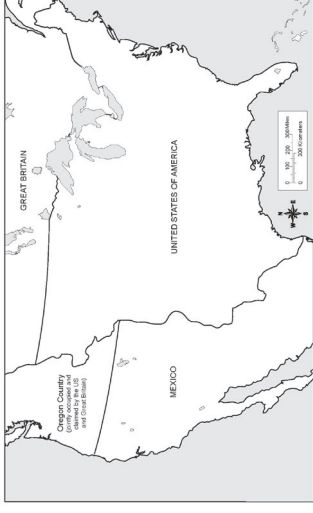 GREAT BRITAIN
Oregon Country
(jointly occupied and
claimed by the US
and Great Britain)
UNITED STATES OF AMERICA
MEXICO
N
W
E
S
0 100 200 300 Miles
0 300 Kilometers